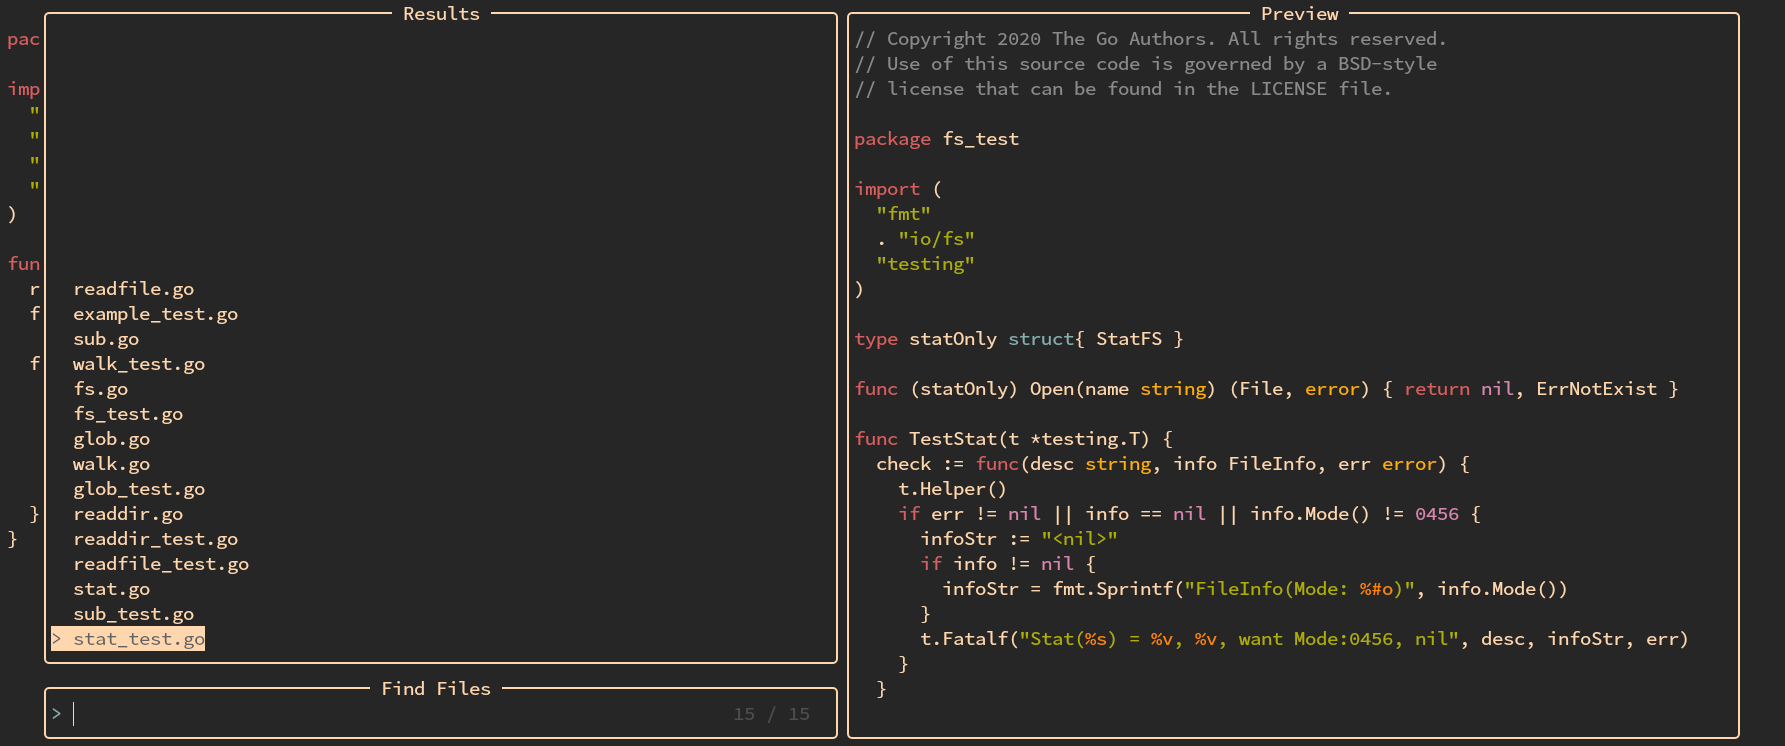 Results
pac
imp
"
"
"
"
)
fun
r
f
f
}
}
readfile.go
example_test.go
sub.go
walk_test.go
fs.go
fs_test.go
glob.go
walk.go
glob_test.go
readdir.go
readdir_test.go
readfile_test.go
stat.go
sub_test.go
> stat_test.go
Find Files
> 15 / 15
Preview
// Copyright 2020 The Go Authors. All rights reserved.
// Use of this source code is governed by a BSD-style
// license that can be found in the LICENSE file.
package fs_test
import (
"fmt"
. "io/fs"
"testing"
)
type statOnly struct{ StatFS }
func (statOnly) Open(name string) (File, error) { return nil, ErrNotExist }
func TestStat(t *testing.T) {
check := func(desc string, info FileInfo, err error) {
t.Helper()
if err != nil || info == nil || info.Mode() != 0456 {
infoStr := "<nil>"
if info != nil {
infoStr = fmt.Sprintf("FileInfo(Mode: %#o)", info.Mode())
}
t.Fatalf("Stat(%s) = %v, %v, want Mode:0456, nil", desc, infoStr, err)
}
}